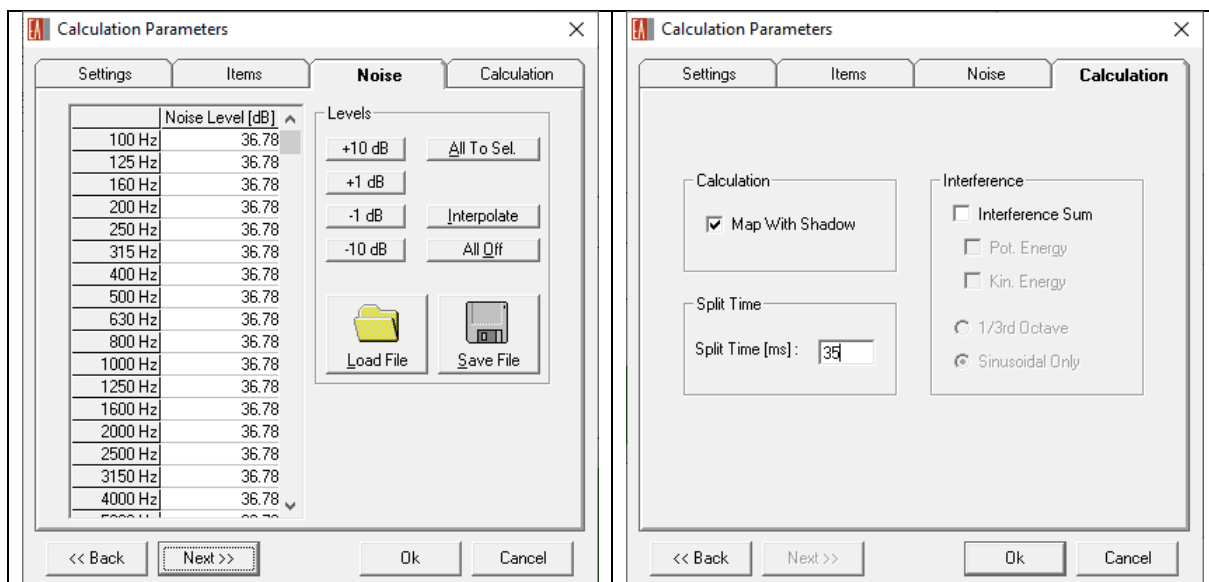 Calculation Parameters
Settings Items Noise Calculation
Noise Level [dB]
100 Hz 36.78
125 Hz 36.78
160 Hz 36.78
200 Hz 36.78
250 Hz 36.78
315 Hz 36.78
400 Hz 36.78
500 Hz 36.78
630 Hz 36.78
800 Hz 36.78
1000 Hz 36.78
1250 Hz 36.78
1600 Hz 36.78
2000 Hz 36.78
2500 Hz 36.78
3150 Hz 36.78
4000 Hz 36.78
Levels
+10 dB All To Sel.
+1 dB
-1 dB Interpolate
-10 dB All Off
Load File Save File
<< Back Next >> Ok Cancel
Calculation Parameters
Settings Items Noise Calculation
Calculation
Map With Shadow
Split Time
Split Time [ms] : 35
Interference
Interference Sum
Pot. Energy
Kin. Energy
1/3rd Octave
Sinusoidal Only
<< Back Next >> Ok Cancel